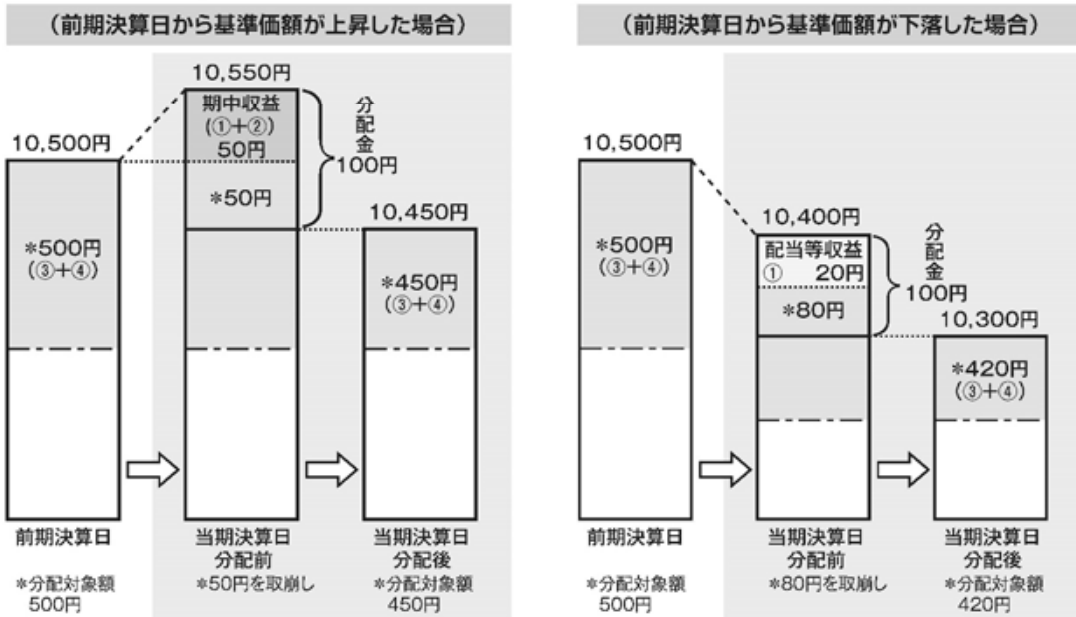 (前期決算日から基準価額が上昇した場合)
10,500円
*500円
(③+④)
10,550円
期中収益
(①+②)
50円
*50円
分配金
100円
10,450円
*450円
(③+④)
前期決算日
当期決算日
分配前
当期決算日
分配後
*分配対象額
500円
*50円を取崩し
*分配対象額
450円
(前期決算日から基準価額が下落した場合)
10,500円
*500円
(③+④)
10,400円
配当等収益
① 20円
*80円
分配金
100円
10,300円
*420円
(③+④)
前期決算日
当期決算日
分配前
当期決算日
分配後
*分配対象額
500円
*80円を取崩し
*分配対象額
420円